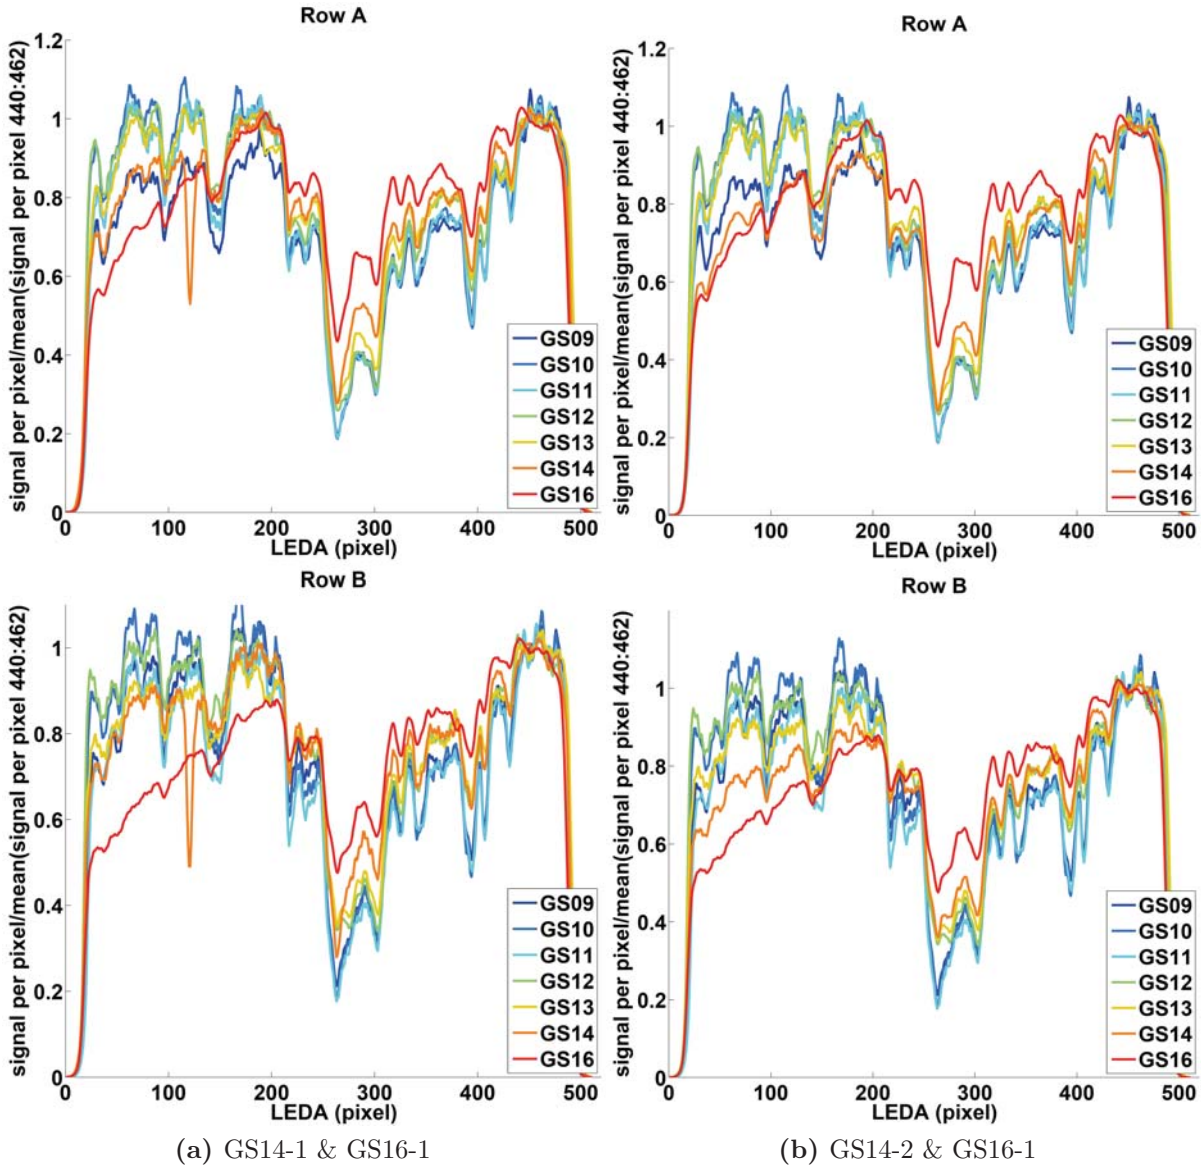 Row A
signal per pixel/mean(signal per pixel 440:462)
1.2
1
0.8
0.6
0.4
0.2
0
0 100 200 300 400 500
LEDA (pixel)
GS09
GS10
GS11
GS12
GS13
GS14
GS16
Row A
signal per pixel/mean(signal per pixel 440:462)
1.2
1
0.8
0.6
0.4
0.2
0
0 100 200 300 400 500
LEDA (pixel)
GS09
GS10
GS11
GS12
GS13
GS14
GS16
Row B
signal per pixel/mean(signal per pixel 440:462)
1
0.8
0.6
0.4
0.2
0
0 100 200 300 400 500
LEDA (pixel)
GS09
GS10
GS11
GS12
GS13
GS14
GS16
Row B
signal per pixel/mean(signal per pixel 440:462)
1
0.8
0.6
0.4
0.2
0
0 100 200 300 400 500
LEDA (pixel)
GS09
GS10
GS11
GS12
GS13
GS14
GS16
(a) GS14-1 & GS16-1
(b) GS14-2 & GS16-1